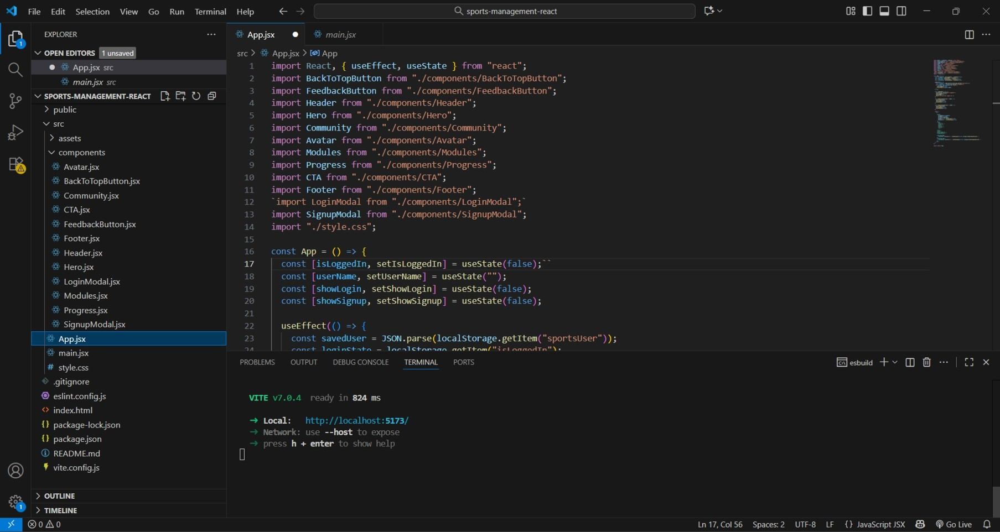 File Edit Selection View Go Run Terminal Help
sports-management-react
EXPLORER
OPEN EDITORS 1 unsaved
App.jsx src
main.jsx src
SPORTS-MANAGEMENT-REACT
public
src
assets
components
Avatar.jsx
BackToTopButton.jsx
Community.jsx
CTA.jsx
FeedbackButton.jsx
Footer.jsx
Header.jsx
Hero.jsx
LoginModal.jsx
Modules.jsx
Progress.jsx
SignupModal.jsx
App.jsx
main.jsx
style.css
.gitignore
eslint.config.js
index.html
package-lock.json
package.json
README.md
vite.config.js
OUTLINE
TIMELINE
1
1
App.jsx main.jsx
src > App.jsx > App
1 import React, { useEffect, useState } from "react";
2 import BackToTopButton from "./components/BackToTopButton";
3 import FeedbackButton from "./components/FeedbackButton";
4 import Header from "./components/Header";
5 import Hero from "./components/Hero";
6 import Community from "./components/Community";
7 import Avatar from "./components/Avatar";
8 import Modules from "./components/Modules";
9 import Progress from "./components/Progress";
10 import CTA from "./components/CTA";
11 import Footer from "./components/Footer";
12 `import LoginModal from "./components/LoginModal";`
13 import SignupModal from "./components/SignupModal";
14 import "./style.css";
15
16 const App = () => {
17 const [isLoggedIn, setIsLoggedIn] = useState(false);``
18 const [userName, setUserName] = useState("");
19 const [showLogin, setShowLogin] = useState(false);
20 const [showSignup, setShowSignup] = useState(false);
21
22 useEffect(() => {
23 const savedUser = JSON.parse(localStorage.getItem("sportsUser"));
24 const loginState = localStorage.getItem("isLoggedIn");
PROBLEMS OUTPUT DEBUG CONSOLE TERMINAL PORTS
esbuild
VITE v7.0.4 ready in 824 ms
➜ Local: http://localhost:5173/
➜ Network: use --host to expose
➜ press h + enter to show help
0 0
Ln 17, Col 56 Spaces: 2 UTF-8 LF {} JavaScript JSX Go Live